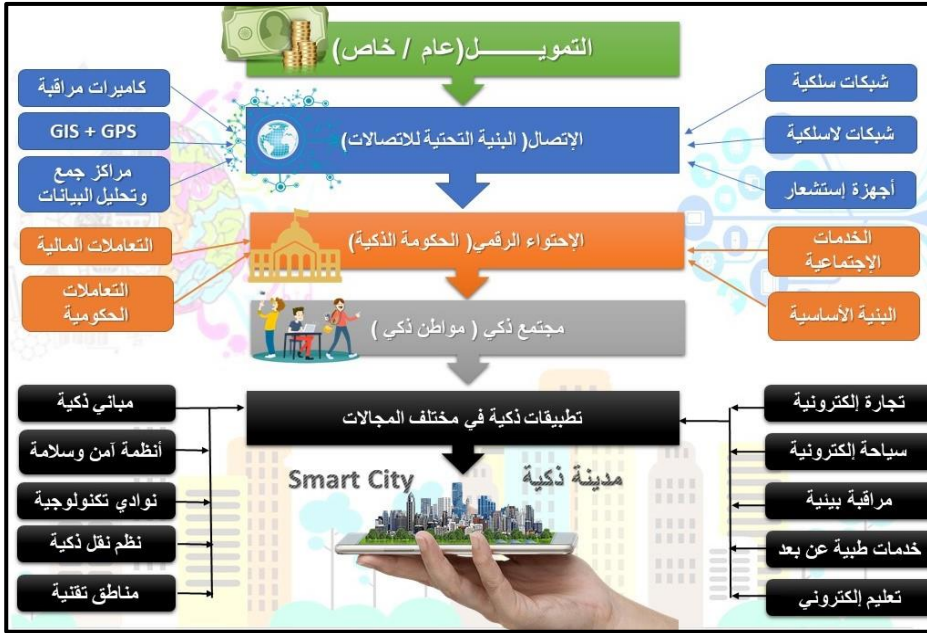 التمويـــــــل(عام / خاص)
شبكات سلكية
شبكات لاسلكية
أجهزة إستشعار
الإتصال( البنية التحتية للاتصالات)
كاميرات مراقبة
GIS + GPS
مراكز جمع
وتحليل البيانات
الخدمات
الإجتماعية
البنية الأساسية
الإحتواء الرقمي( الحكومة الذكية)
التعاملات المالية
التعاملات
الحكومية
مجتمع ذكي ( مواطن ذكي )
تطبيقات ذكية في مختلف المجالات
تجارة إلكترونية
سياحة إلكترونية
مراقبة بيئية
خدمات طبية عن بعد
تعليم إلكتروني
مباني ذكية
أنظمة آمن وسلامة
نوادي تكنولوجية
نظم نقل ذكية
مناطق تقنية
مدينة ذكية
Smart City